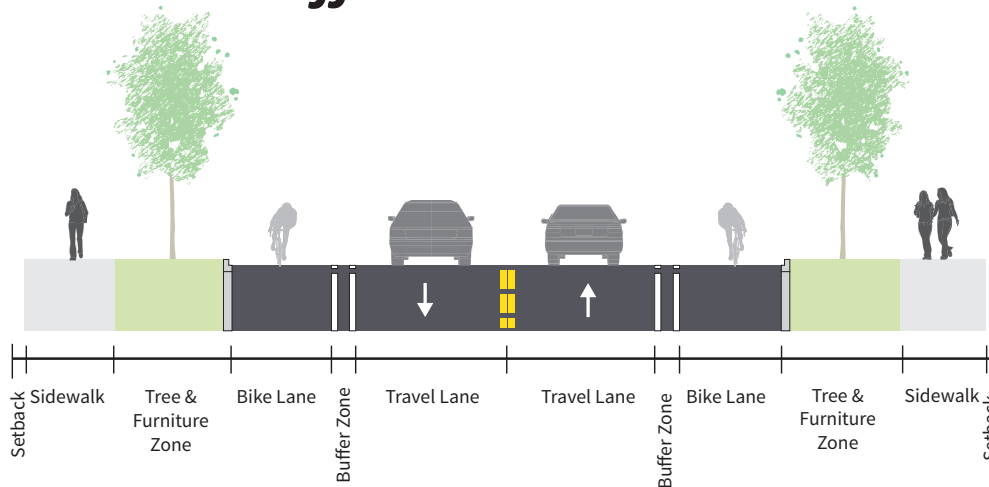 Setback
Sidewalk
Tree &
Furniture
Zone
Bike Lane
Buffer Zone
Travel Lane
Travel Lane
Buffer Zone
Bike Lane
Tree &
Furniture
Zone
Sidewalk